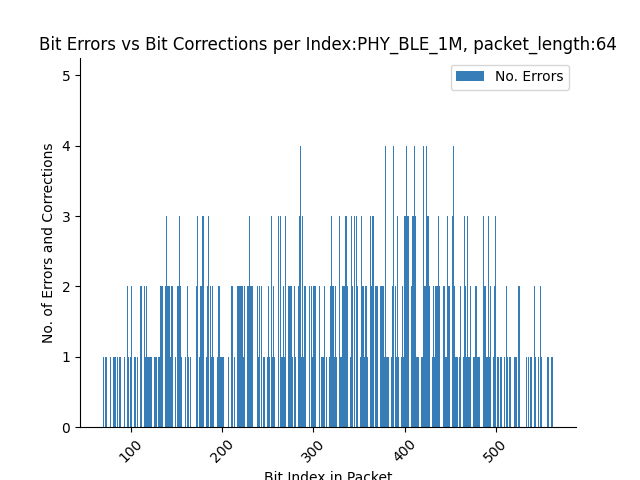 Bit Errors vs Bit Corrections per Index:PHY_BLE_1M, packet_length:64
No. Errors
No. of Errors and Corrections
5
4
3
2
1
0
100
200
300
400
500
Bit Index in Packet